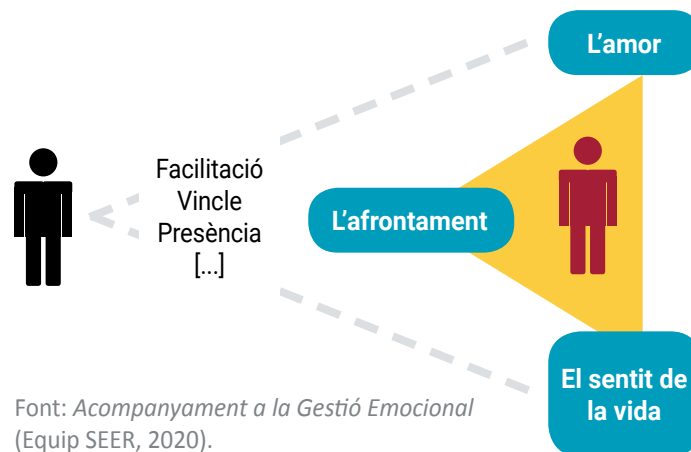 L'amor
Facilitació
Vincle
Presència
[...]
L'afrontament
El sentit de
la vida
Font: Acompanyament a la Gestió Emocional
(Equip SEER, 2020).